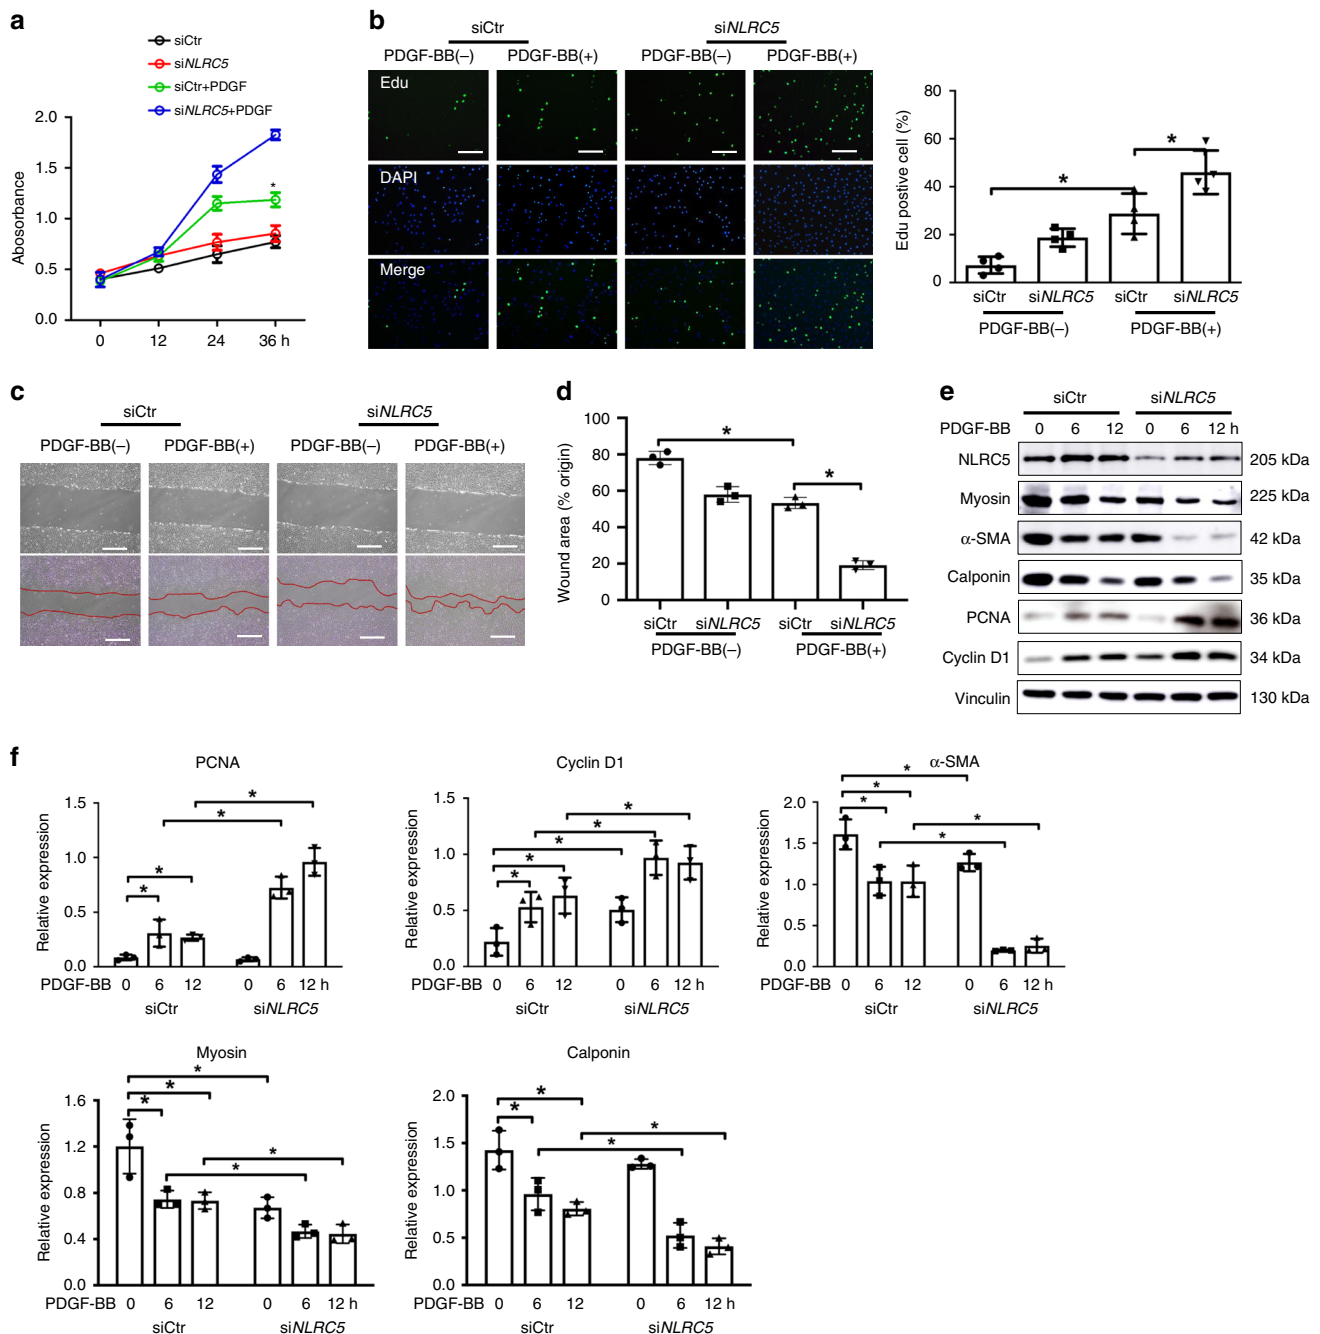 a
siCtr
siNLRC5
siCtr+PDGF
siNLRC5+PDGF
Abosorbance
2.0
1.5
1.0
0.5
0.0
*
0 12 24 36 h
b
siCtr siNLRC5
PDGF-BB(–) PDGF-BB(+) PDGF-BB(–) PDGF-BB(+)
Edu
DAPI
Merge
Edu postive cell (%)
80
60
40
20
0
* *
siCtr siNLRC5 siCtr siNLRC5
PDGF-BB(–) PDGF-BB(+)
c
siCtr siNLRC5
PDGF-BB(–) PDGF-BB(+) PDGF-BB(–) PDGF-BB(+)
d
Wound area (% origin)
100
80
60
40
20
0
* *
siCtr siNLRC5 siCtr siNLRC5
PDGF-BB(–) PDGF-BB(+)
e
siCtr siNLRC5
PDGF-BB 0 6 12 0 6 12 h
NLRC5 205 kDa
Myosin 225 kDa
α-SMA 42 kDa
Calponin 35 kDa
PCNA 36 kDa
Cyclin D1 34 kDa
Vinculin 130 kDa
f
PCNA
Relative expression
1.5
1.0
0.5
0.0
* * * *
PDGF-BB 0 6 12 0 6 12 h
siCtr siNLRC5
Cyclin D1
Relative expression
1.5
1.0
0.5
0.0
* * * * *
PDGF-BB 0 6 12 0 6 12 h
siCtr siNLRC5
α-SMA
Relative expression
2.0
1.5
1.0
0.5
0.0
* * * * *
PDGF-BB 0 6 12 0 6 12 h
siCtr siNLRC5
Myosin
Relative expression
1.6
1.2
0.8
0.4
0.0
* * * * *
PDGF-BB 0 6 12 0 6 12 h
siCtr siNLRC5
Calponin
Relative expression
2.0
1.5
1.0
0.5
0.0
* * * *
PDGF-BB 0 6 12 0 6 12 h
siCtr siNLRC5